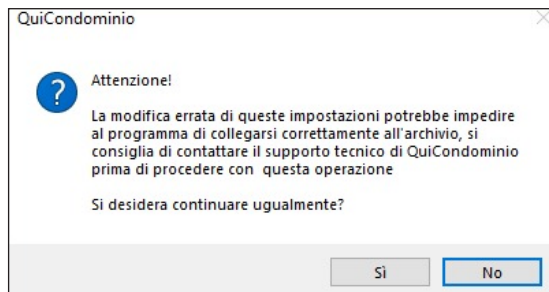 QuiCondominio
Attenzione!
La modifica errata di queste impostazioni potrebbe impedire
al programma di collegarsi correttamente all'archivio, si
consiglia di contattare il supporto tecnico di QuiCondominio
prima di procedere con  questa operazione
Si desidera continuare ugualmente?
Sì
No